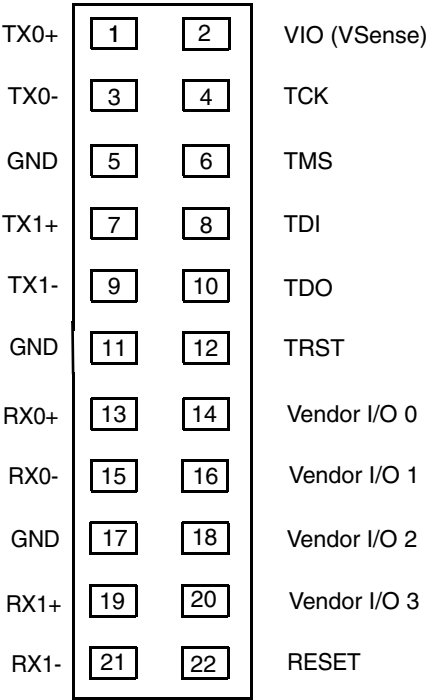 TX0+ 1 2 VIO (VSense)
TX0- 3 4 TCK
GND 5 6 TMS
TX1+ 7 8 TDI
TX1- 9 10 TDO
GND 11 12 TRST
RX0+ 13 14 Vendor I/O 0
RX0- 15 16 Vendor I/O 1
GND 17 18 Vendor I/O 2
RX1+ 19 20 Vendor I/O 3
RX1- 21 22 RESET